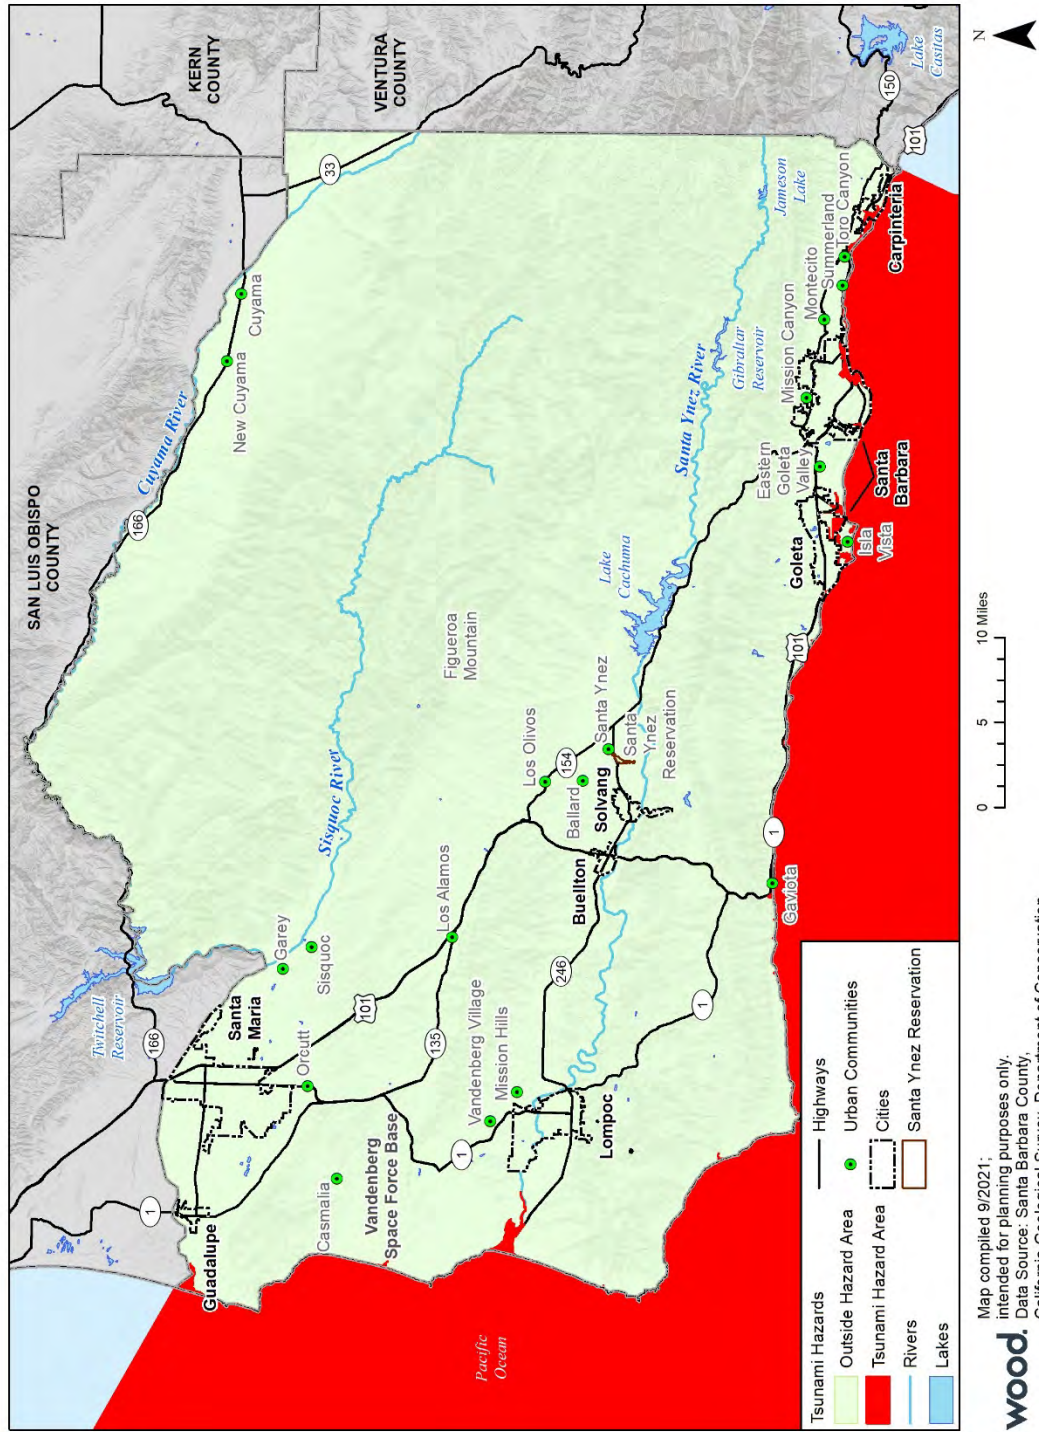 SAN LUIS OBISPO
COUNTY
KERN
COUNTY
VENTURA
COUNTY
Twitchell
Reservoir
166
Cuyama River
166
New Cuyama
Cuyama
33
1
Guadalupe
Santa
Maria
Orcutt
Garey
Sisquoc
Sisquoc River
Casmalia
101
Vandenberg
Space Force Base
135
Los Alamos
Figueroa
Mountain
1
Vandenberg Village
Mission Hills
Los Olivos
154
Ballard
Santa Ynez
Solvang
Santa
Ynez
Reservation
Buellton
246
Lompoc
1
Lake
Cachuma
Santa Ynez River
Gibraltar
Reservoir
Jameson
Lake
Pacific
Ocean
Gaviota
1
101
Goleta
Isla
Vista
Eastern
Goleta
Valley
Santa
Barbara
Mission Canyon
Montecito
Summerland
Toro Canyon
Carpinteria
150
101
Lake
Casitas
Tsunami Hazards
Outside Hazard Area
Tsunami Hazard Area
Rivers
Lakes
Highways
Urban Communities
Cities
Santa Ynez Reservation
0 5 10 Miles
N
wood.
Map compiled 9/2021;
intended for planning purposes only.
Data Source: Santa Barbara County,
California Geological Survey, Department of Conservation